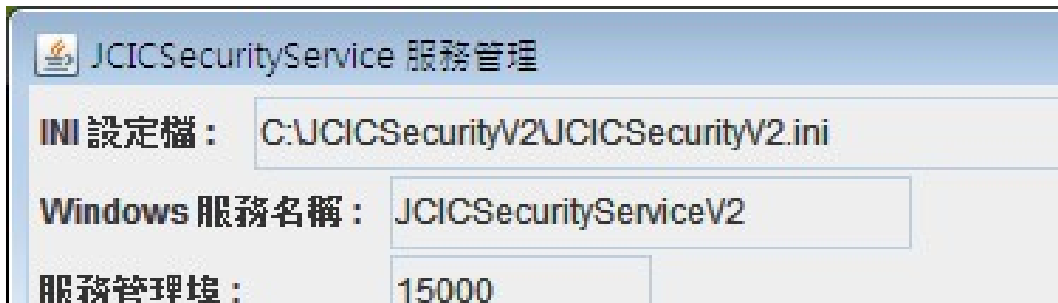 JCICSecurityService 服務管理
INI 設定檔： C:\JCICSecurityV2\JCICSecurityV2.ini
Windows 服務名稱： JCICSecurityServiceV2
服務管理埠： 15000